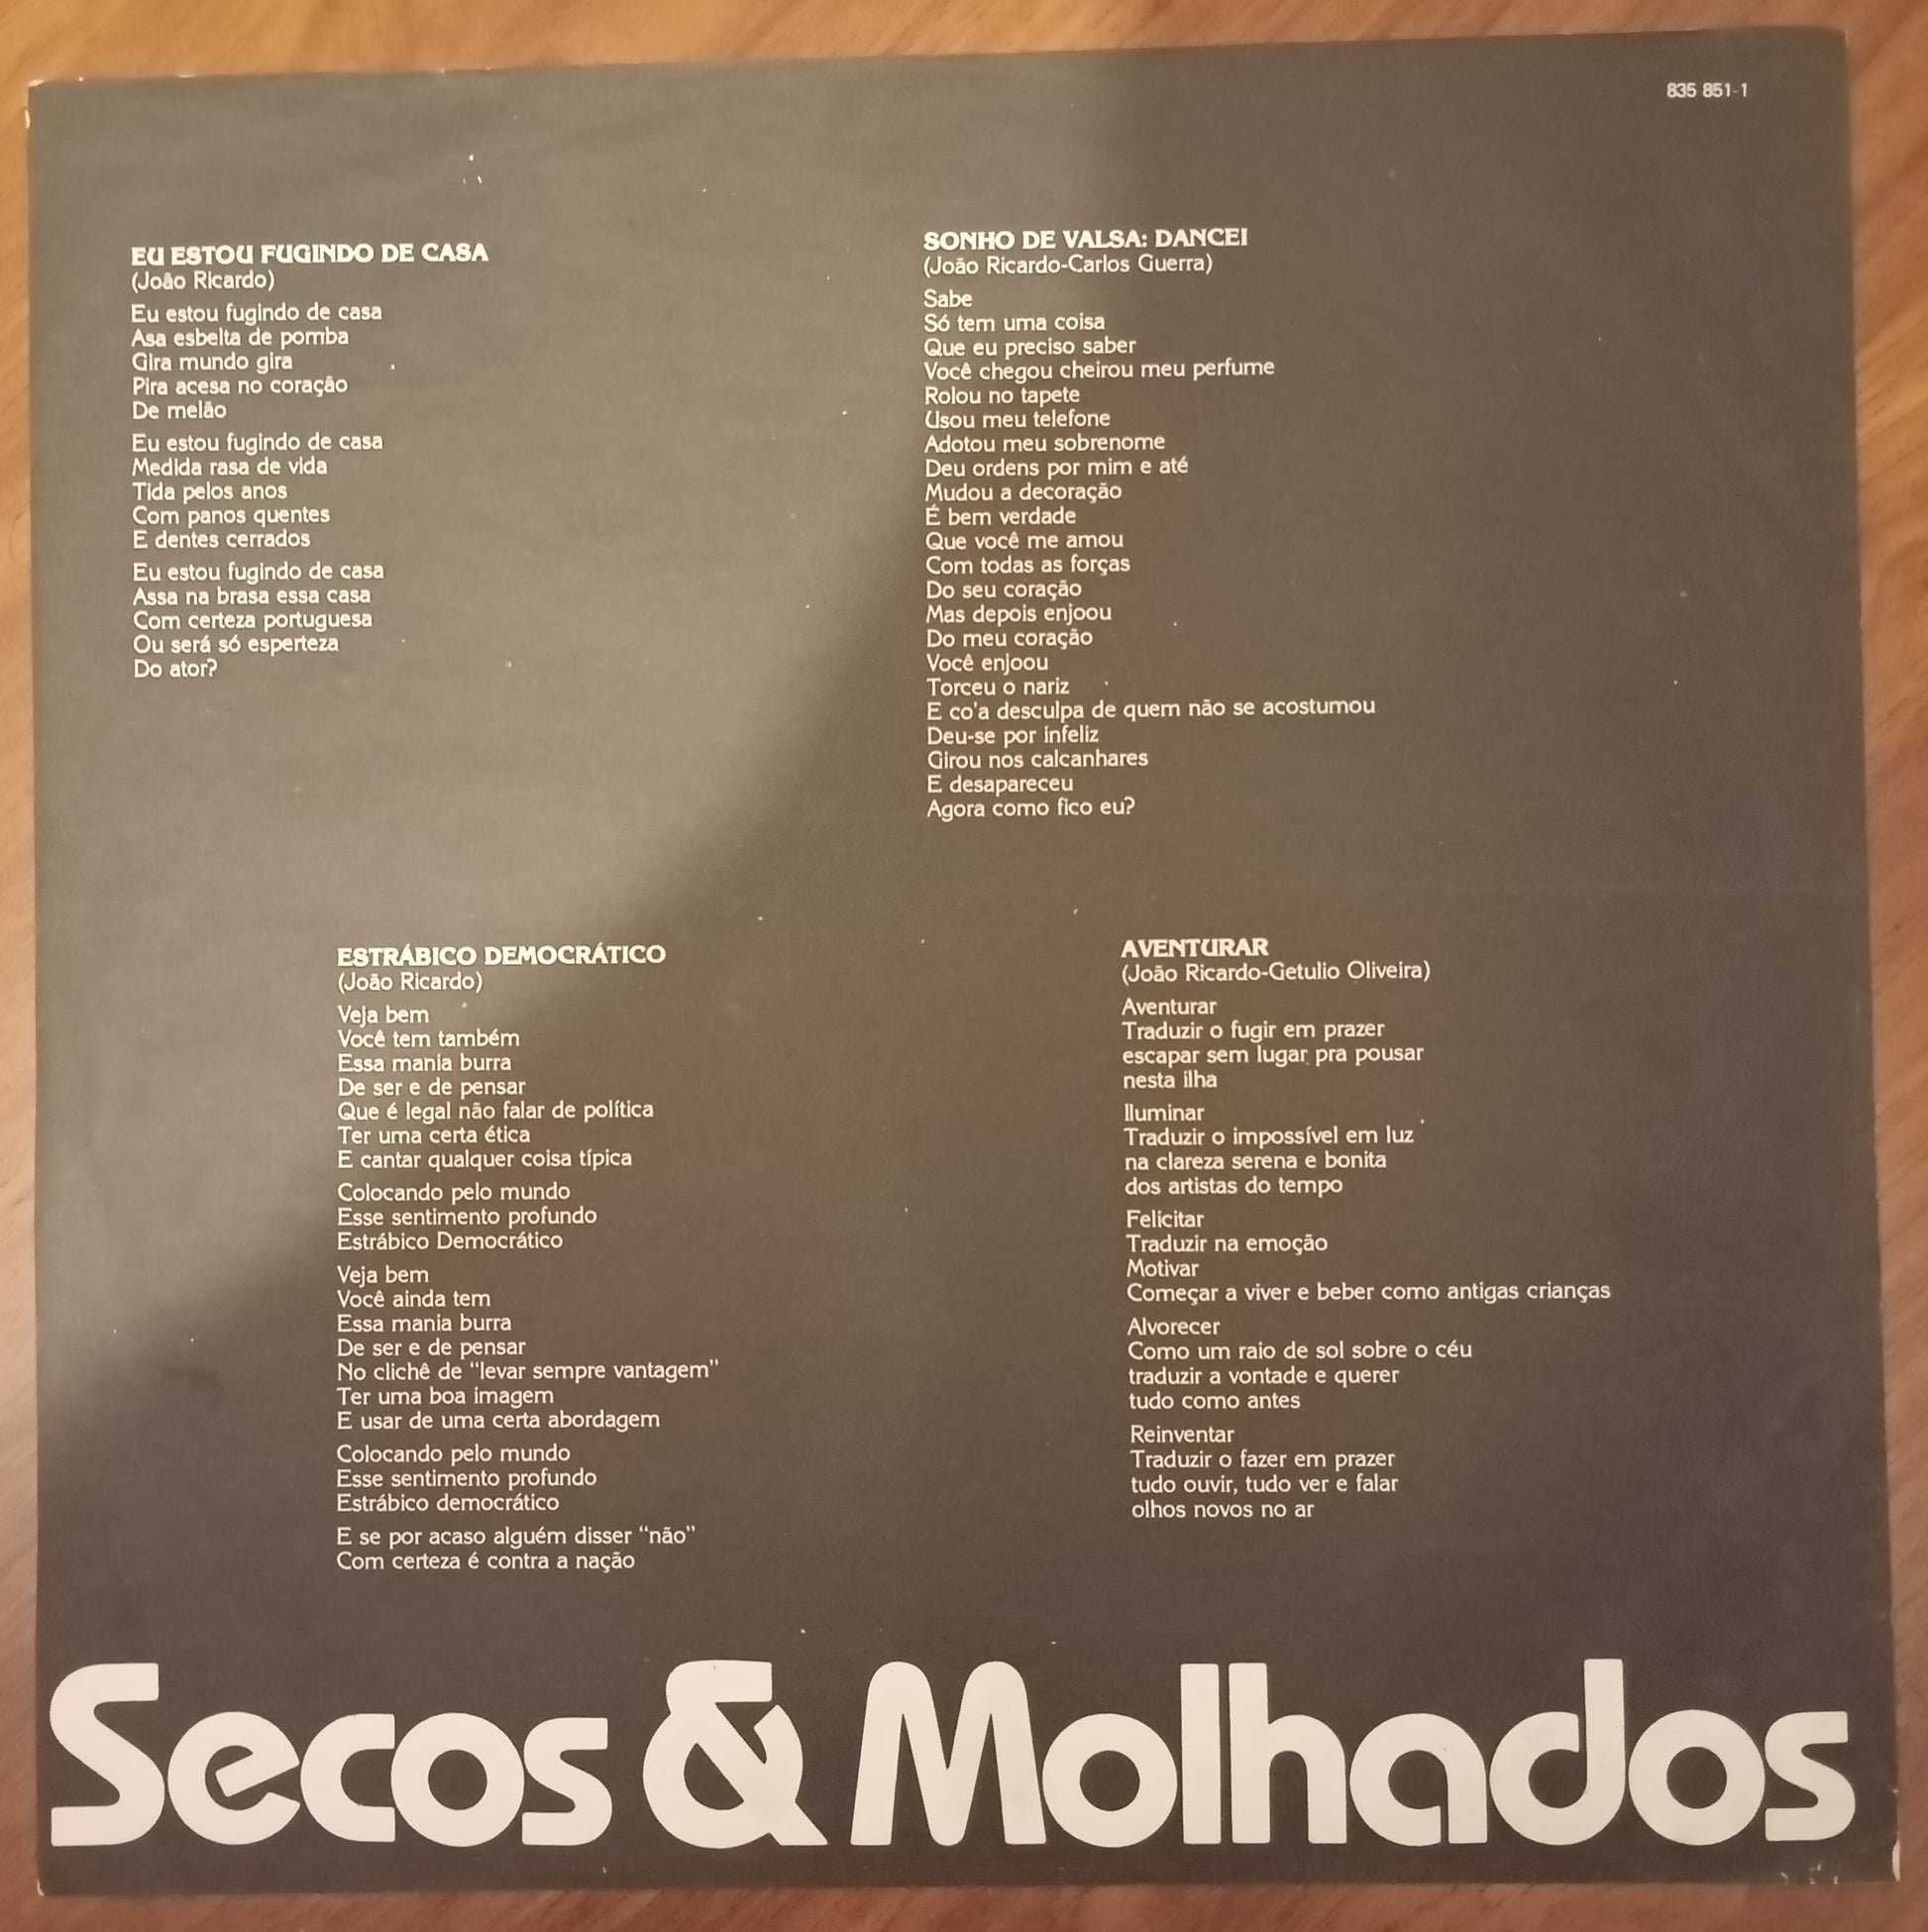 835 851-1
EU ESTOU FUGINDO DE CASA
(João Ricardo)
Eu estou fugindo de casa
Asa esbelta de pomba
Gira mundo gira
Pira acesa no coração
De melão
Eu estou fugindo de casa
Medida rasa de vida
Tida pelos anos
Com panos quentes
E dentes cerrados
Eu estou fugindo de casa
Assa na brasa essa casa
Com certeza portuguesa
Ou será só esperteza
Do ator?
SONHO DE VALSA: DANCEI
(João Ricardo-Carlos Guerra)
Sabe
Só tem uma coisa
Que eu preciso saber
Você chegou cheirou meu perfume
Rolou no tapete
Usou meu telefone
Adotou meu sobrenome
Deu ordens por mim e até
Mudou a decoração
É bem verdade
Que você me amou
Com todas as forças
Do seu coração
Mas depois enjoou
Do meu coração
Você enjoou
Torceu o nariz
E co'a desculpa de quem não se acostumou
Deu-se por infeliz
Girou nos calcanhares
E desapareceu
Agora como fico eu?
ESTRÁBICO DEMOCRÁTICO
(João Ricardo)
Veja bem
Você tem também
Essa mania burra
De ser e de pensar
Que é legal não falar de política
Ter uma certa ética
E cantar qualquer coisa típica
Colocando pelo mundo
Esse sentimento profundo
Estrábico Democrático
Veja bem
Você ainda tem
Essa mania burra
De ser e de pensar
No clichê de "levar sempre vantagem"
Ter uma boa imagem
E usar de uma certa abordagem
Colocando pelo mundo
Esse sentimento profundo
Estrábico democrático
E se por acaso alguém disser "não"
Com certeza é contra a nação
AVENTURAR
(João Ricardo-Getulio Oliveira)
Aventurar
Traduzir o fugir em prazer
escapar sem lugar pra pousar
nesta ilha
Iluminar
Traduzir o impossível em luz
na clareza serena e bonita
dos artistas do tempo
Felicitar
Traduzir na emoção
Motivar
Começar a viver e beber como antigas crianças
Alvorecer
Como um raio de sol sobre o céu
traduzir a vontade e querer
tudo como antes
Reinventar
Traduzir o fazer em prazer
tudo ouvir, tudo ver e falar
olhos novos no ar
Secos & Molhados